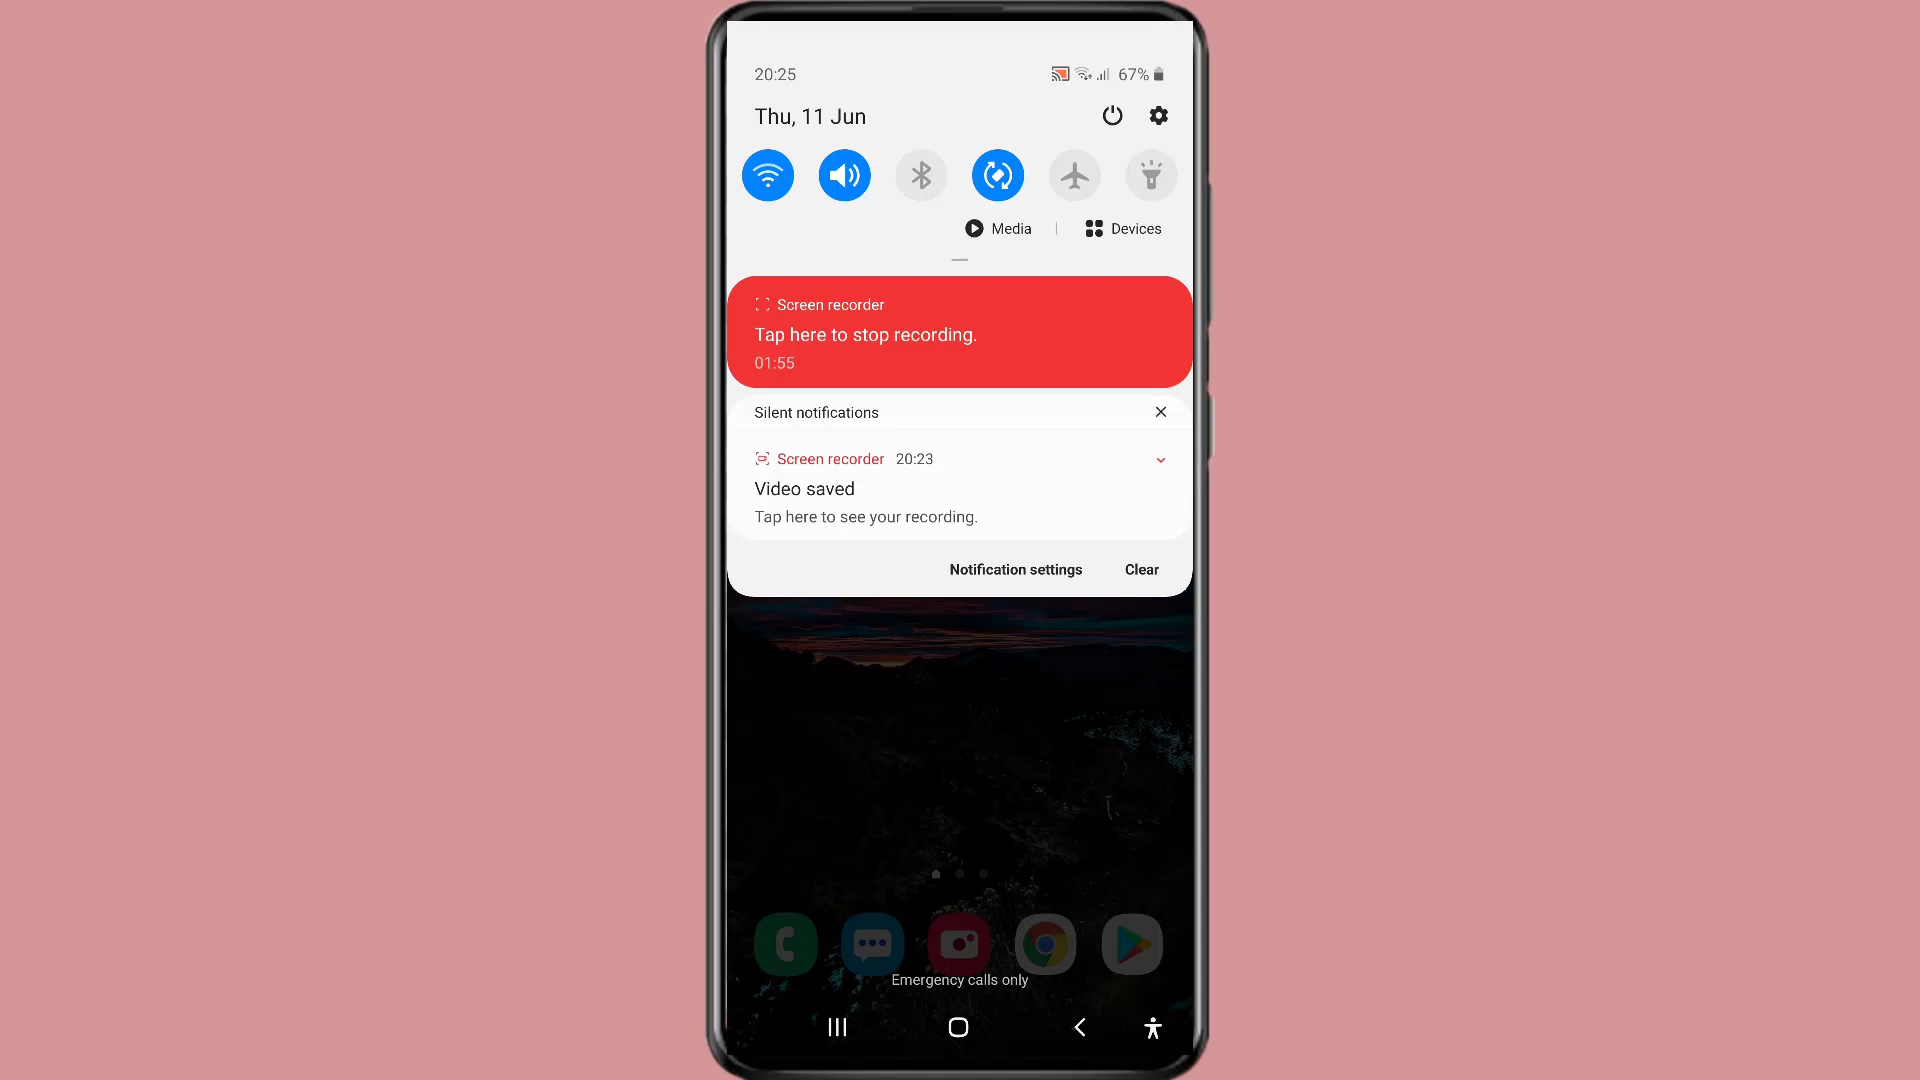 20:25
67%
Thu, 11 Jun
Media
Devices
Screen recorder
Tap here to stop recording.
01:55
Silent notifications
Screen recorder 20:23
Video saved
Tap here to see your recording.
Notification settings
Clear
Emergency calls only